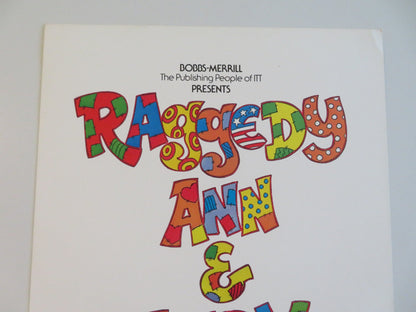 BOBBS-MERRILL
The Publishing People of ITT
PRESENTS
RAGGEDY
ANN
&